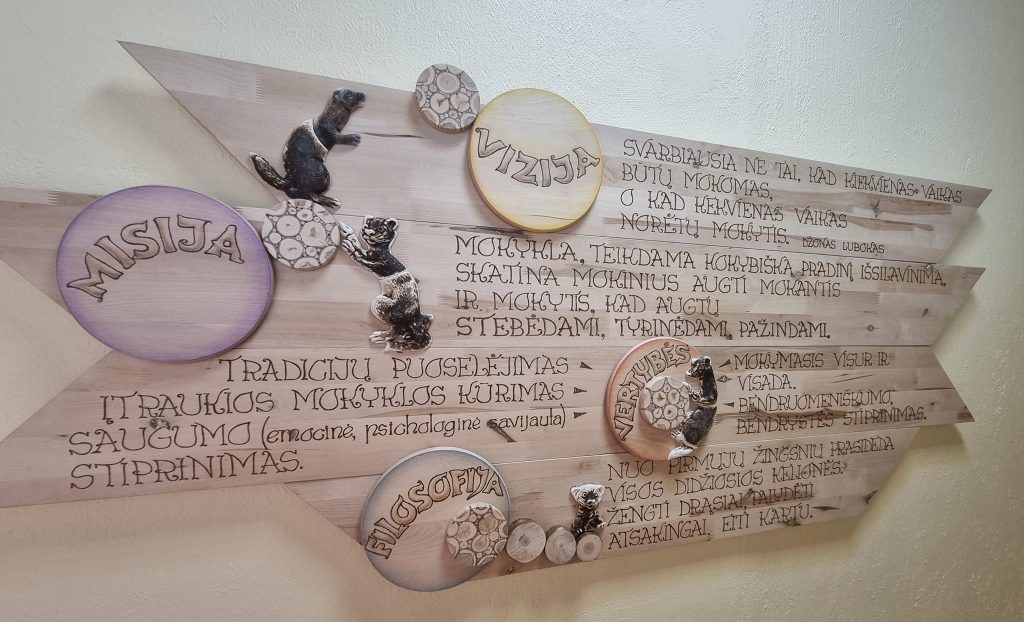 VIZIJA
SVARBIAUSIA NE TAI, KAD KIEKVIENAS VAIKAS
BŪTŲ MOKOMAS,
O KAD KIEKVIENAS VAIKAS
NORĖTŲ MOKYTIS. DŽONAS LUBOKAS
MISIJA
MOKYKLA, TEIKDAMA KOKYBIŠKĄ PRADINĮ IŠSILAVINIMĄ,
SKATINA MOKINIUS AUGTI MOKANTIS
IR MOKYTIS, KAD AUGTŲ
STEBĖDAMI, TYRINĖDAMI, PAŽINDAMI.
VERTYBĖS
TRADICIJŲ PUOSELĖJIMAS
ĮTRAUKIOS MOKYKLOS KŪRIMAS
SAUGUMO (emocinė, psichologinė savijauta)
STIPRINIMAS.
MOKYMASIS VISUR IR
VISADA.
BENDRUOMENIŠKUMO,
BENDRYSTĖS STIPRINIMAS.
FILOSOFIJA
NUO PIRMŲJŲ ŽINGSNIŲ PRASIDEDA
VISOS DIDŽIOSIOS KELIONĖS:
ŽENGTI DRĄSIAI, TALYDĖTI
ATSAKINGAI, EITI KARTU.